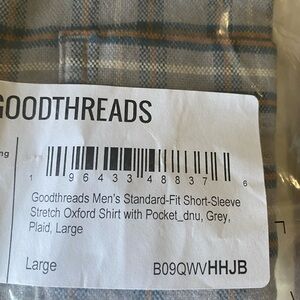 GOODTHREADS
ng
1 96433 48837 6
Goodthreads Men's Standard-Fit Short-Sleeve
Stretch Oxford Shirt with Pocket_dnu, Grey,
Plaid, Large
Large B09QWVHHJB